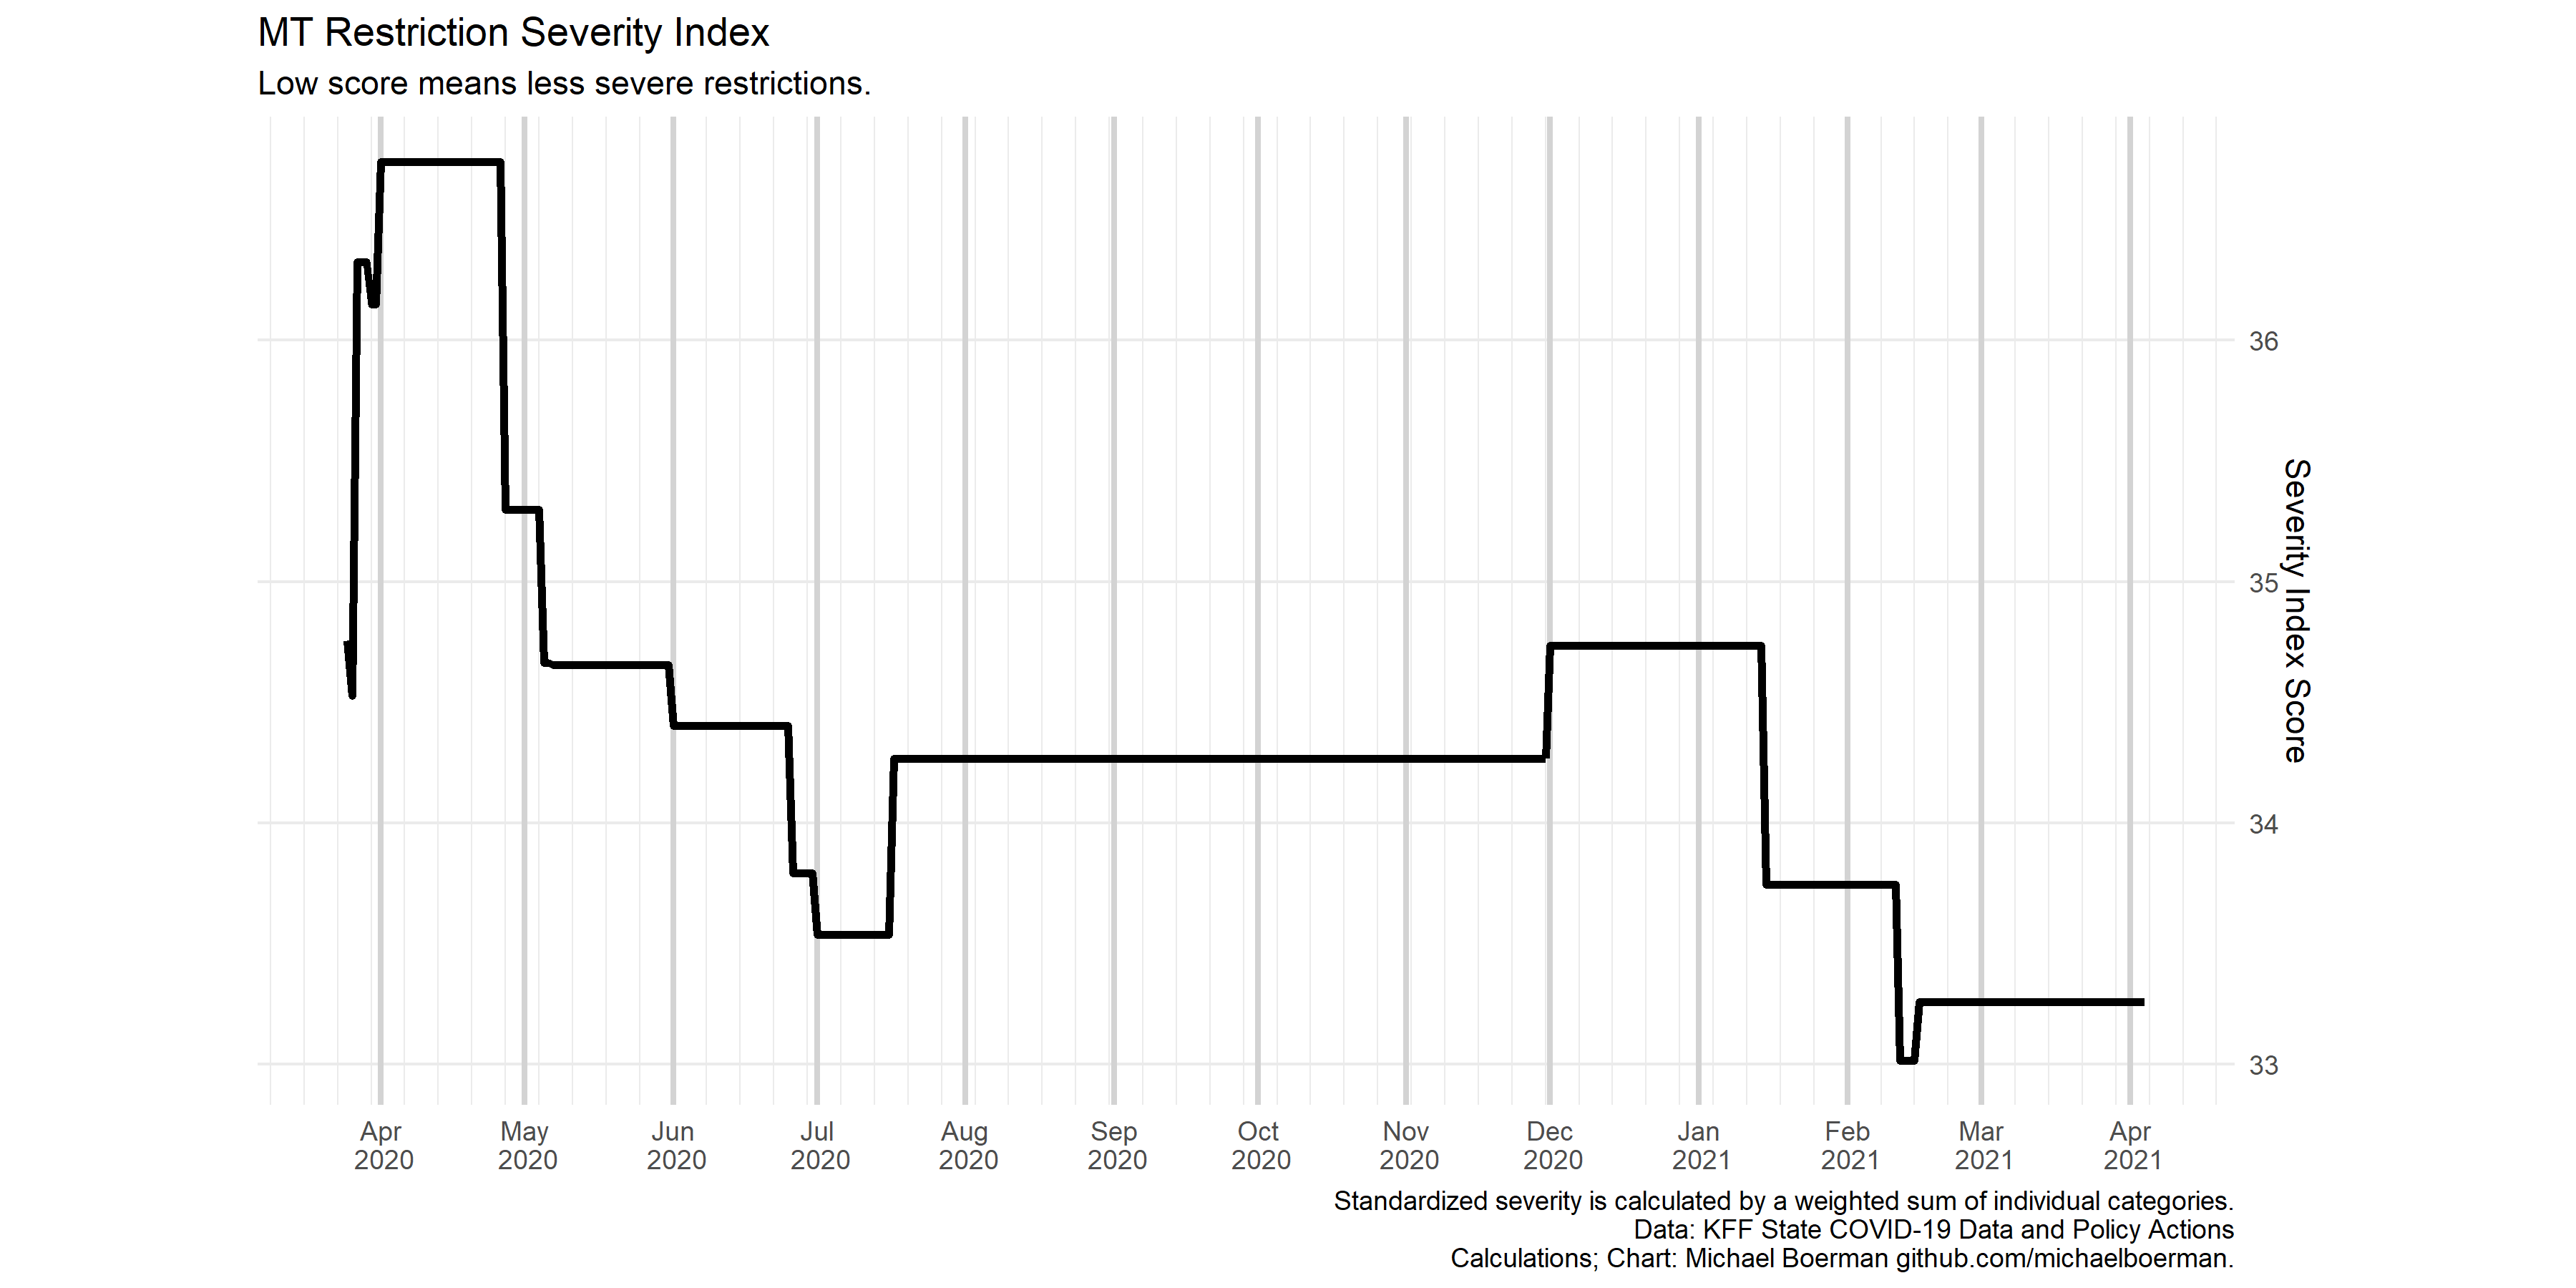 MT Restriction Severity Index
Low score means less severe restrictions.
36
35
34
33
Severity Index Score
Apr May Jun Jul Aug Sep Oct Nov Dec Jan Feb Mar Apr
2020 2020 2020 2020 2020 2020 2020 2020 2020 2021 2021 2021 2021
Standardized severity is calculated by a weighted sum of individual categories.
Data: KFF State COVID-19 Data and Policy Actions
Calculations; Chart: Michael Boerman github.com/michaelboerman.